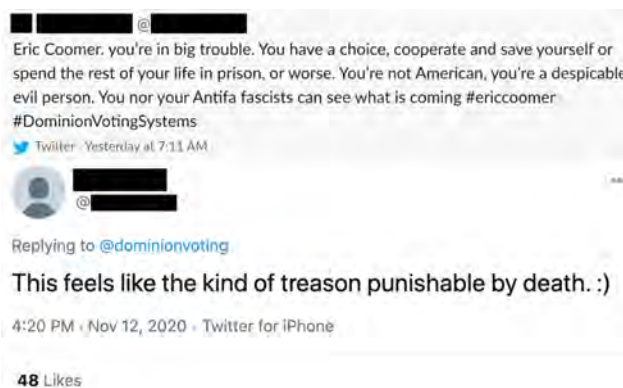 @
Eric Coomer. you're in big trouble. You have a choice, cooperate and save yourself or
spend the rest of your life in prison, or worse. You're not American, you're a despicable
evil person. You nor your Antifa fascists can see what is coming #ericcoomer
#DominionVotingSystems
Twitter · Yesterday at 7:11 AM
@
Replying to @dominionvoting
This feels like the kind of treason punishable by death. :)
4:20 PM · Nov 12, 2020 · Twitter for iPhone
48 Likes